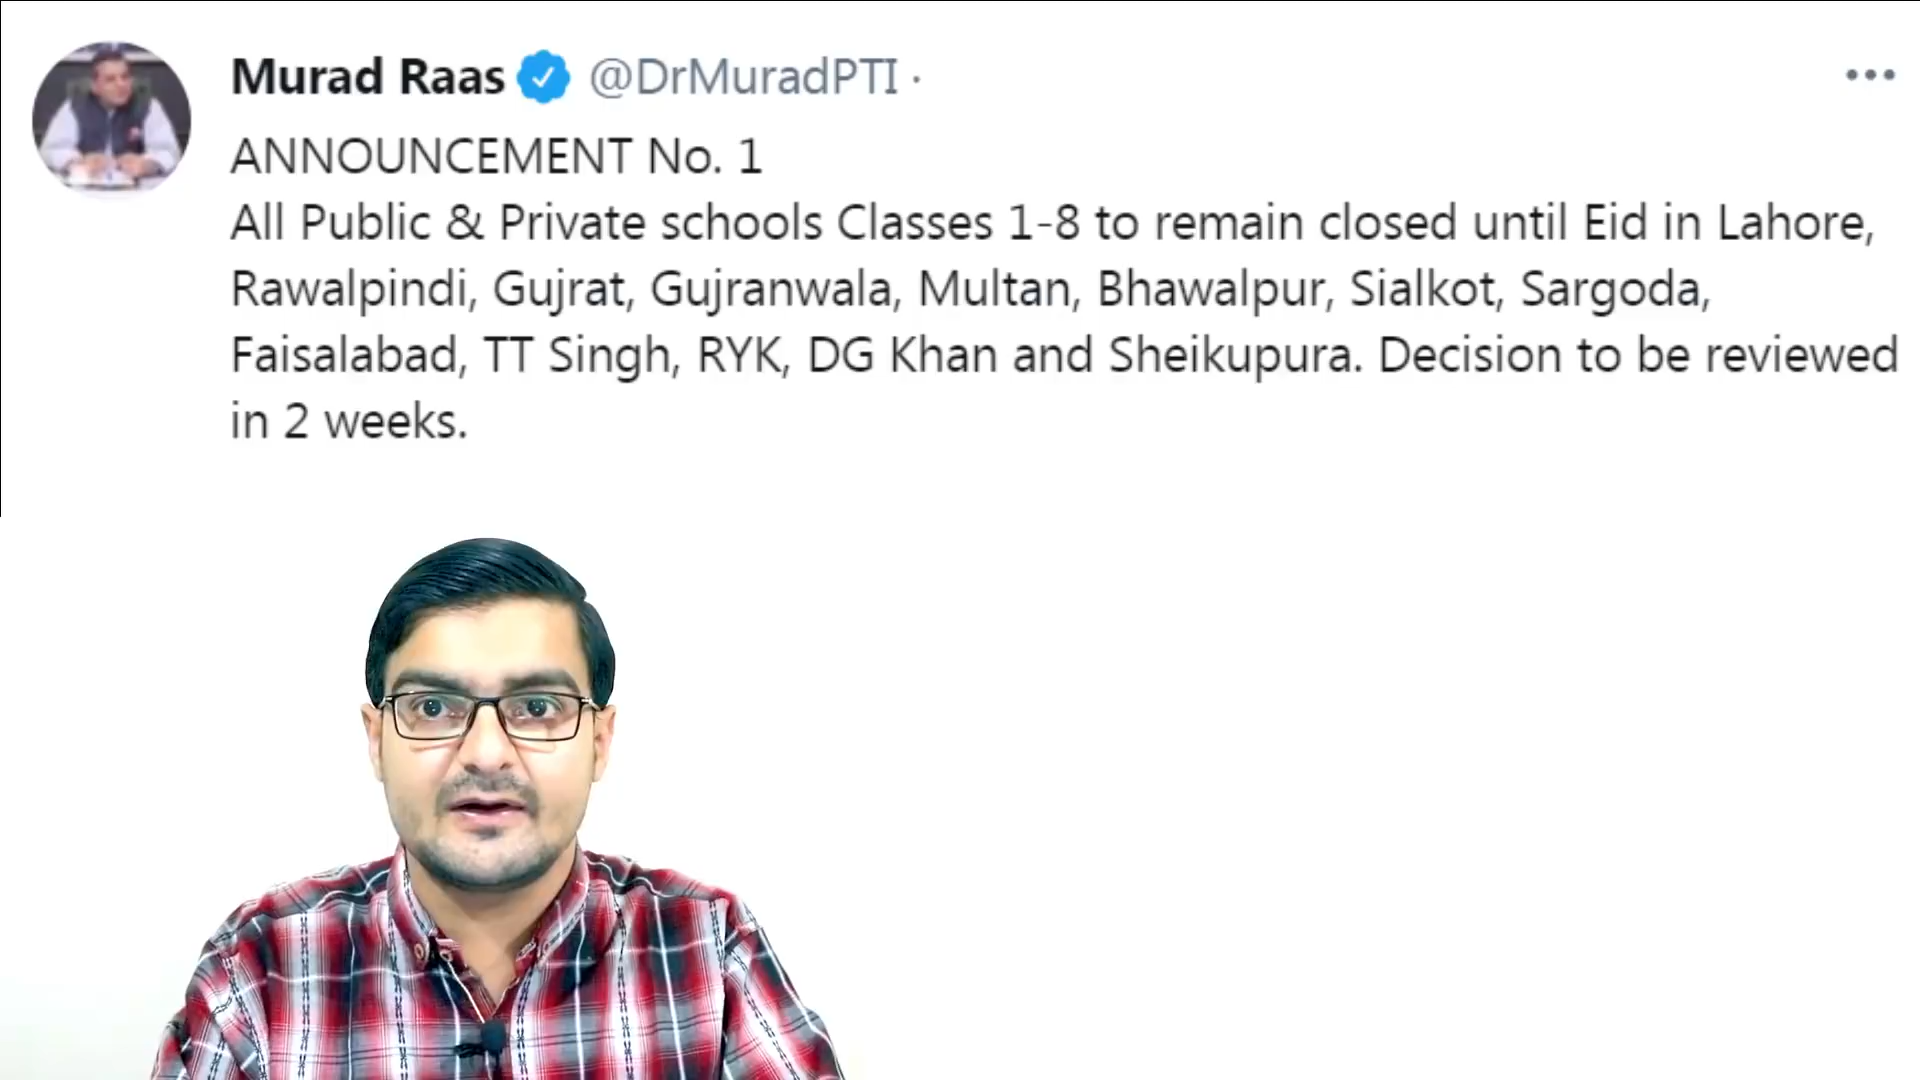 Murad Raas @DrMuradPTI ·
ANNOUNCEMENT No. 1
All Public & Private schools Classes 1-8 to remain closed until Eid in Lahore,
Rawalpindi, Gujrat, Gujranwala, Multan, Bhawalpur, Sialkot, Sargoda,
Faisalabad, TT Singh, RYK, DG Khan and Sheikupura. Decision to be reviewed
in 2 weeks.